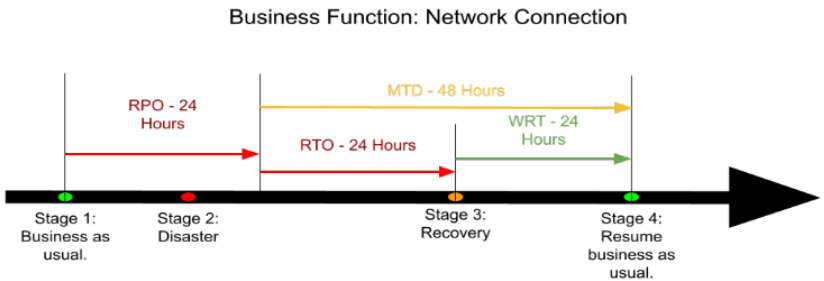 Business Function: Network Connection
RPO - 24
Hours
MTD - 48 Hours
RTO - 24 Hours
WRT - 24
Hours
Stage 1:
Business as
usual.
Stage 2:
Disaster
Stage 3:
Recovery
Stage 4:
Resume
business as
usual.